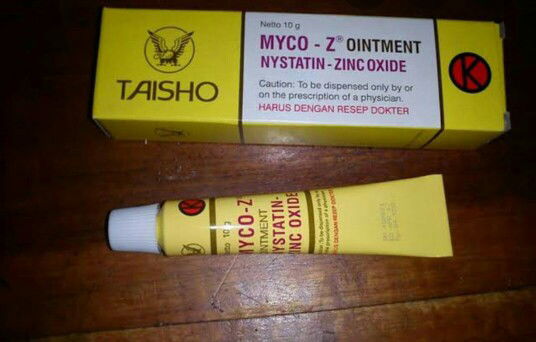 TAISHO
Netto 10 g
MYCO - Z® OINTMENT
NYSTATIN - ZINC OXIDE
Caution: To be dispensed only by or
on the prescription of a physician.
HARUS DENGAN RESEP DOKTER
K
K
10 g
MYCO-Z
OINTMENT
NYSTATIN-
ZINC OXIDE